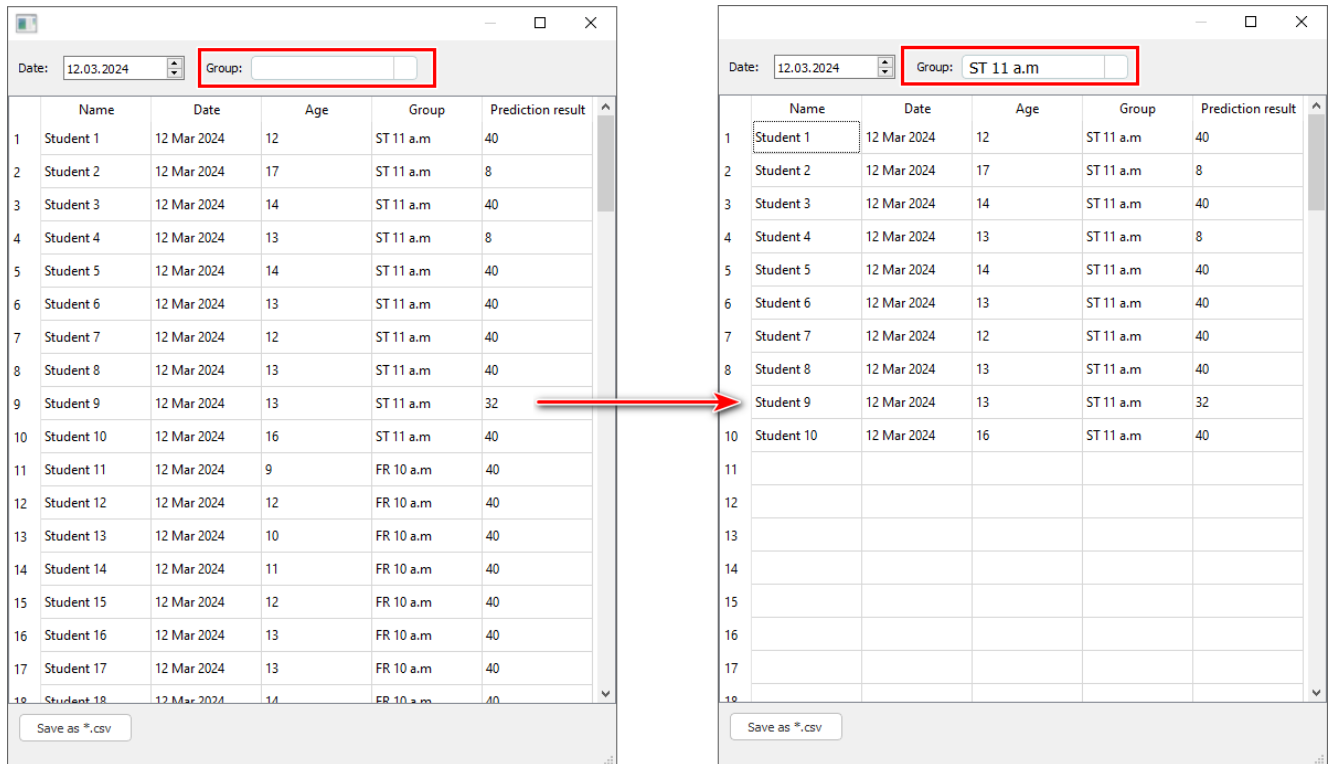 Date: 12.03.2024 Group:
Name Date Age Group Prediction result
1 Student 1 12 Mar 2024 12 ST 11 a.m 40
2 Student 2 12 Mar 2024 17 ST 11 a.m 8
3 Student 3 12 Mar 2024 14 ST 11 a.m 40
4 Student 4 12 Mar 2024 13 ST 11 a.m 8
5 Student 5 12 Mar 2024 14 ST 11 a.m 40
6 Student 6 12 Mar 2024 13 ST 11 a.m 40
7 Student 7 12 Mar 2024 12 ST 11 a.m 40
8 Student 8 12 Mar 2024 13 ST 11 a.m 40
9 Student 9 12 Mar 2024 13 ST 11 a.m 32
10 Student 10 12 Mar 2024 16 ST 11 a.m 40
11 Student 11 12 Mar 2024 9 FR 10 a.m 40
12 Student 12 12 Mar 2024 12 FR 10 a.m 40
13 Student 13 12 Mar 2024 10 FR 10 a.m 40
14 Student 14 12 Mar 2024 11 FR 10 a.m 40
15 Student 15 12 Mar 2024 12 FR 10 a.m 40
16 Student 16 12 Mar 2024 13 FR 10 a.m 40
17 Student 17 12 Mar 2024 13 FR 10 a.m 40
18 Student 18 12 Mar 2024 14 FR 10 a.m 40
Save as *.csv
Date: 12.03.2024 Group: ST 11 a.m
Name Date Age Group Prediction result
1 Student 1 12 Mar 2024 12 ST 11 a.m 40
2 Student 2 12 Mar 2024 17 ST 11 a.m 8
3 Student 3 12 Mar 2024 14 ST 11 a.m 40
4 Student 4 12 Mar 2024 13 ST 11 a.m 8
5 Student 5 12 Mar 2024 14 ST 11 a.m 40
6 Student 6 12 Mar 2024 13 ST 11 a.m 40
7 Student 7 12 Mar 2024 12 ST 11 a.m 40
8 Student 8 12 Mar 2024 13 ST 11 a.m 40
9 Student 9 12 Mar 2024 13 ST 11 a.m 32
10 Student 10 12 Mar 2024 16 ST 11 a.m 40
11
12
13
14
15
16
17
18
Save as *.csv